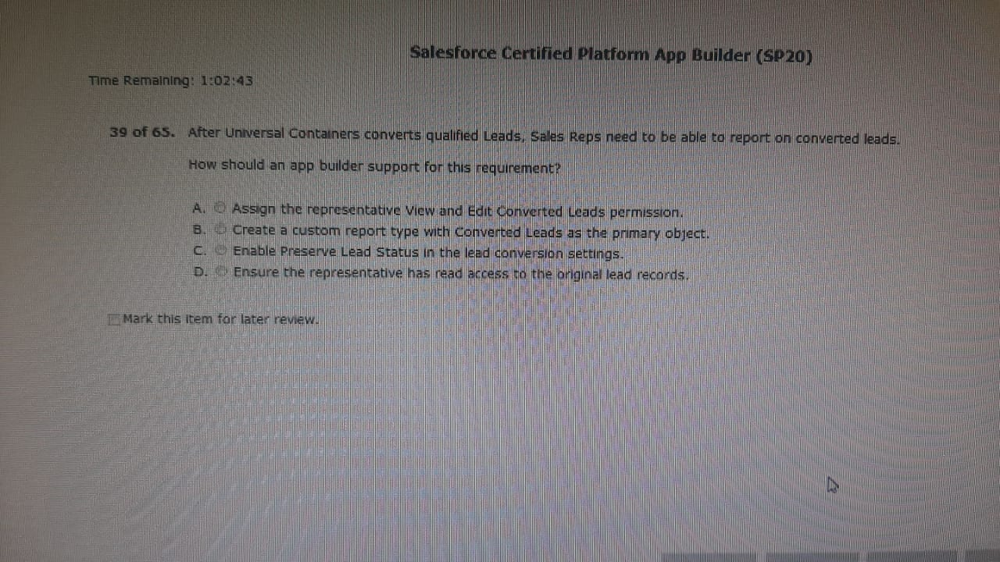 Salesforce Certified Platform App Builder (SP20)
Time Remaining: 1:02:43
39 of 65. After Universal Containers converts qualified Leads, Sales Reps need to be able to report on converted leads.
How should an app builder support for this requirement?
A. Assign the representative View and Edit Converted Leads permission.
B. Create a custom report type with Converted Leads as the primary object.
C. Enable Preserve Lead Status in the lead conversion settings.
D. Ensure the representative has read access to the original lead records.
Mark this item for later review.